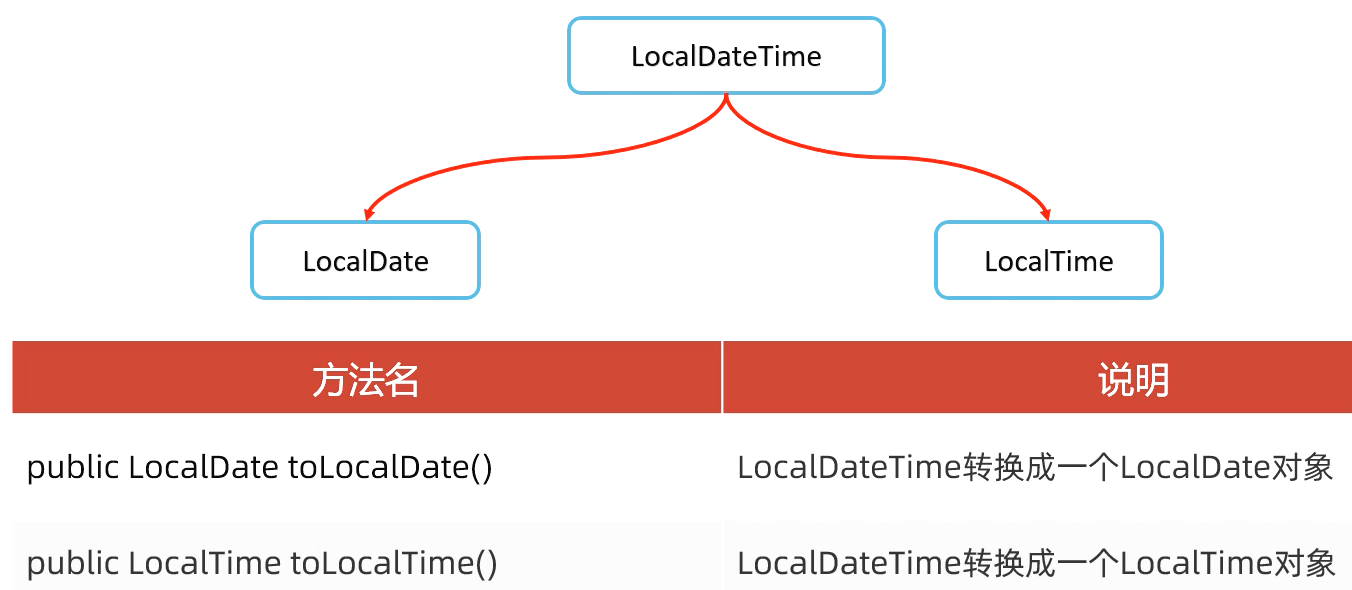 LocalDateTime
LocalDate
LocalTime
方法名
说明
public LocalDate toLocalDate()
LocalDateTime转换成一个LocalDate对象
public LocalTime toLocalTime()
LocalDateTime转换成一个LocalTime对象